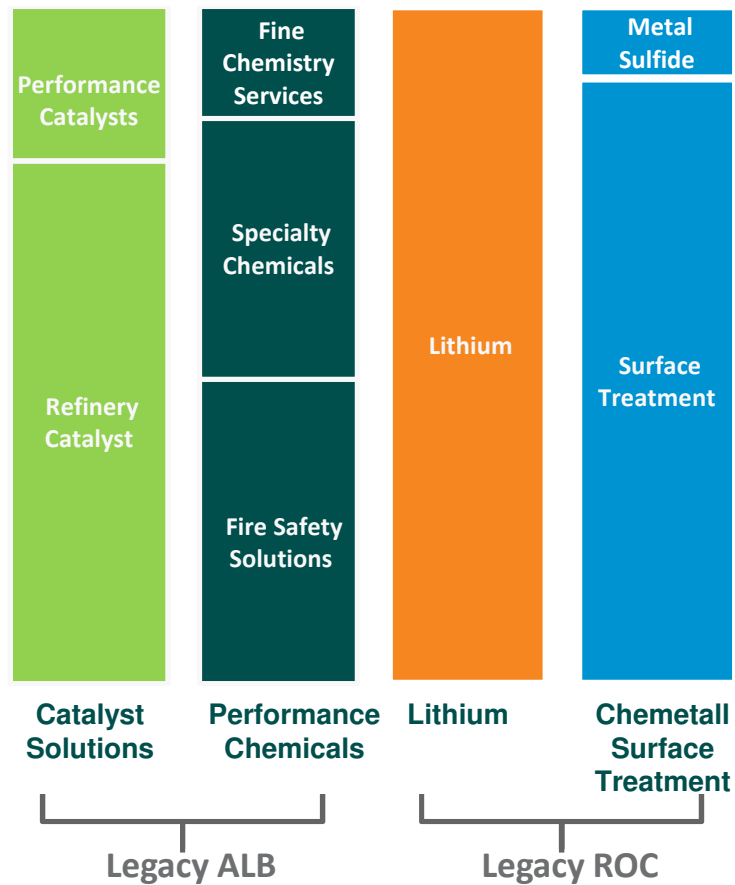 Performance
Catalysts
Refinery
Catalyst
Fine
Chemistry
Services
Specialty
Chemicals
Fire Safety
Solutions
Lithium
Metal
Sulfide
Surface
Treatment
Catalyst
Solutions
Performance
Chemicals
Lithium
Chemetall
Surface
Treatment
Legacy ALB
Legacy ROC